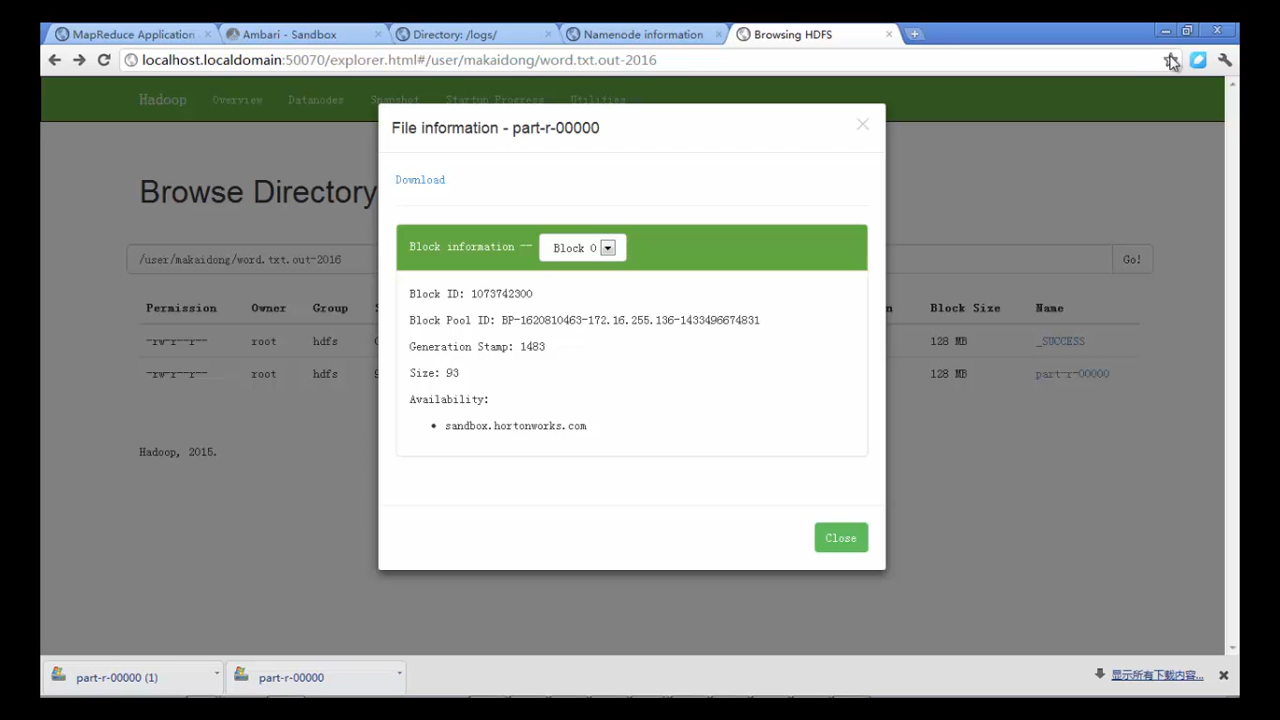 MapReduce Application
Ambari - Sandbox
Directory: /logs/
Namenode information
Browsing HDFS
localhost.localdomain:50070/explorer.html#/user/makaidong/word.txt.out-2016
Hadoop Overview Datanodes Snapshot Startup Progress Utilities
File information - part-r-00000
Download
Browse Directory
Block information -- Block 0
/user/makaidong/word.txt.out-2016 Go!
Block ID: 1073742300
Block Pool ID: BP-1620810463-172.16.255.136-1433496674831
Generation Stamp: 1483
Size: 93
Availability:
sandbox.hortonworks.com
Permission Owner Group Block Size Name
-rw-r--r-- root hdfs 128 MB _SUCCESS
-rw-r--r-- root hdfs 128 MB part-r-00000
Hadoop, 2015.
Close
part-r-00000 (1) part-r-00000 显示所有下载内容...